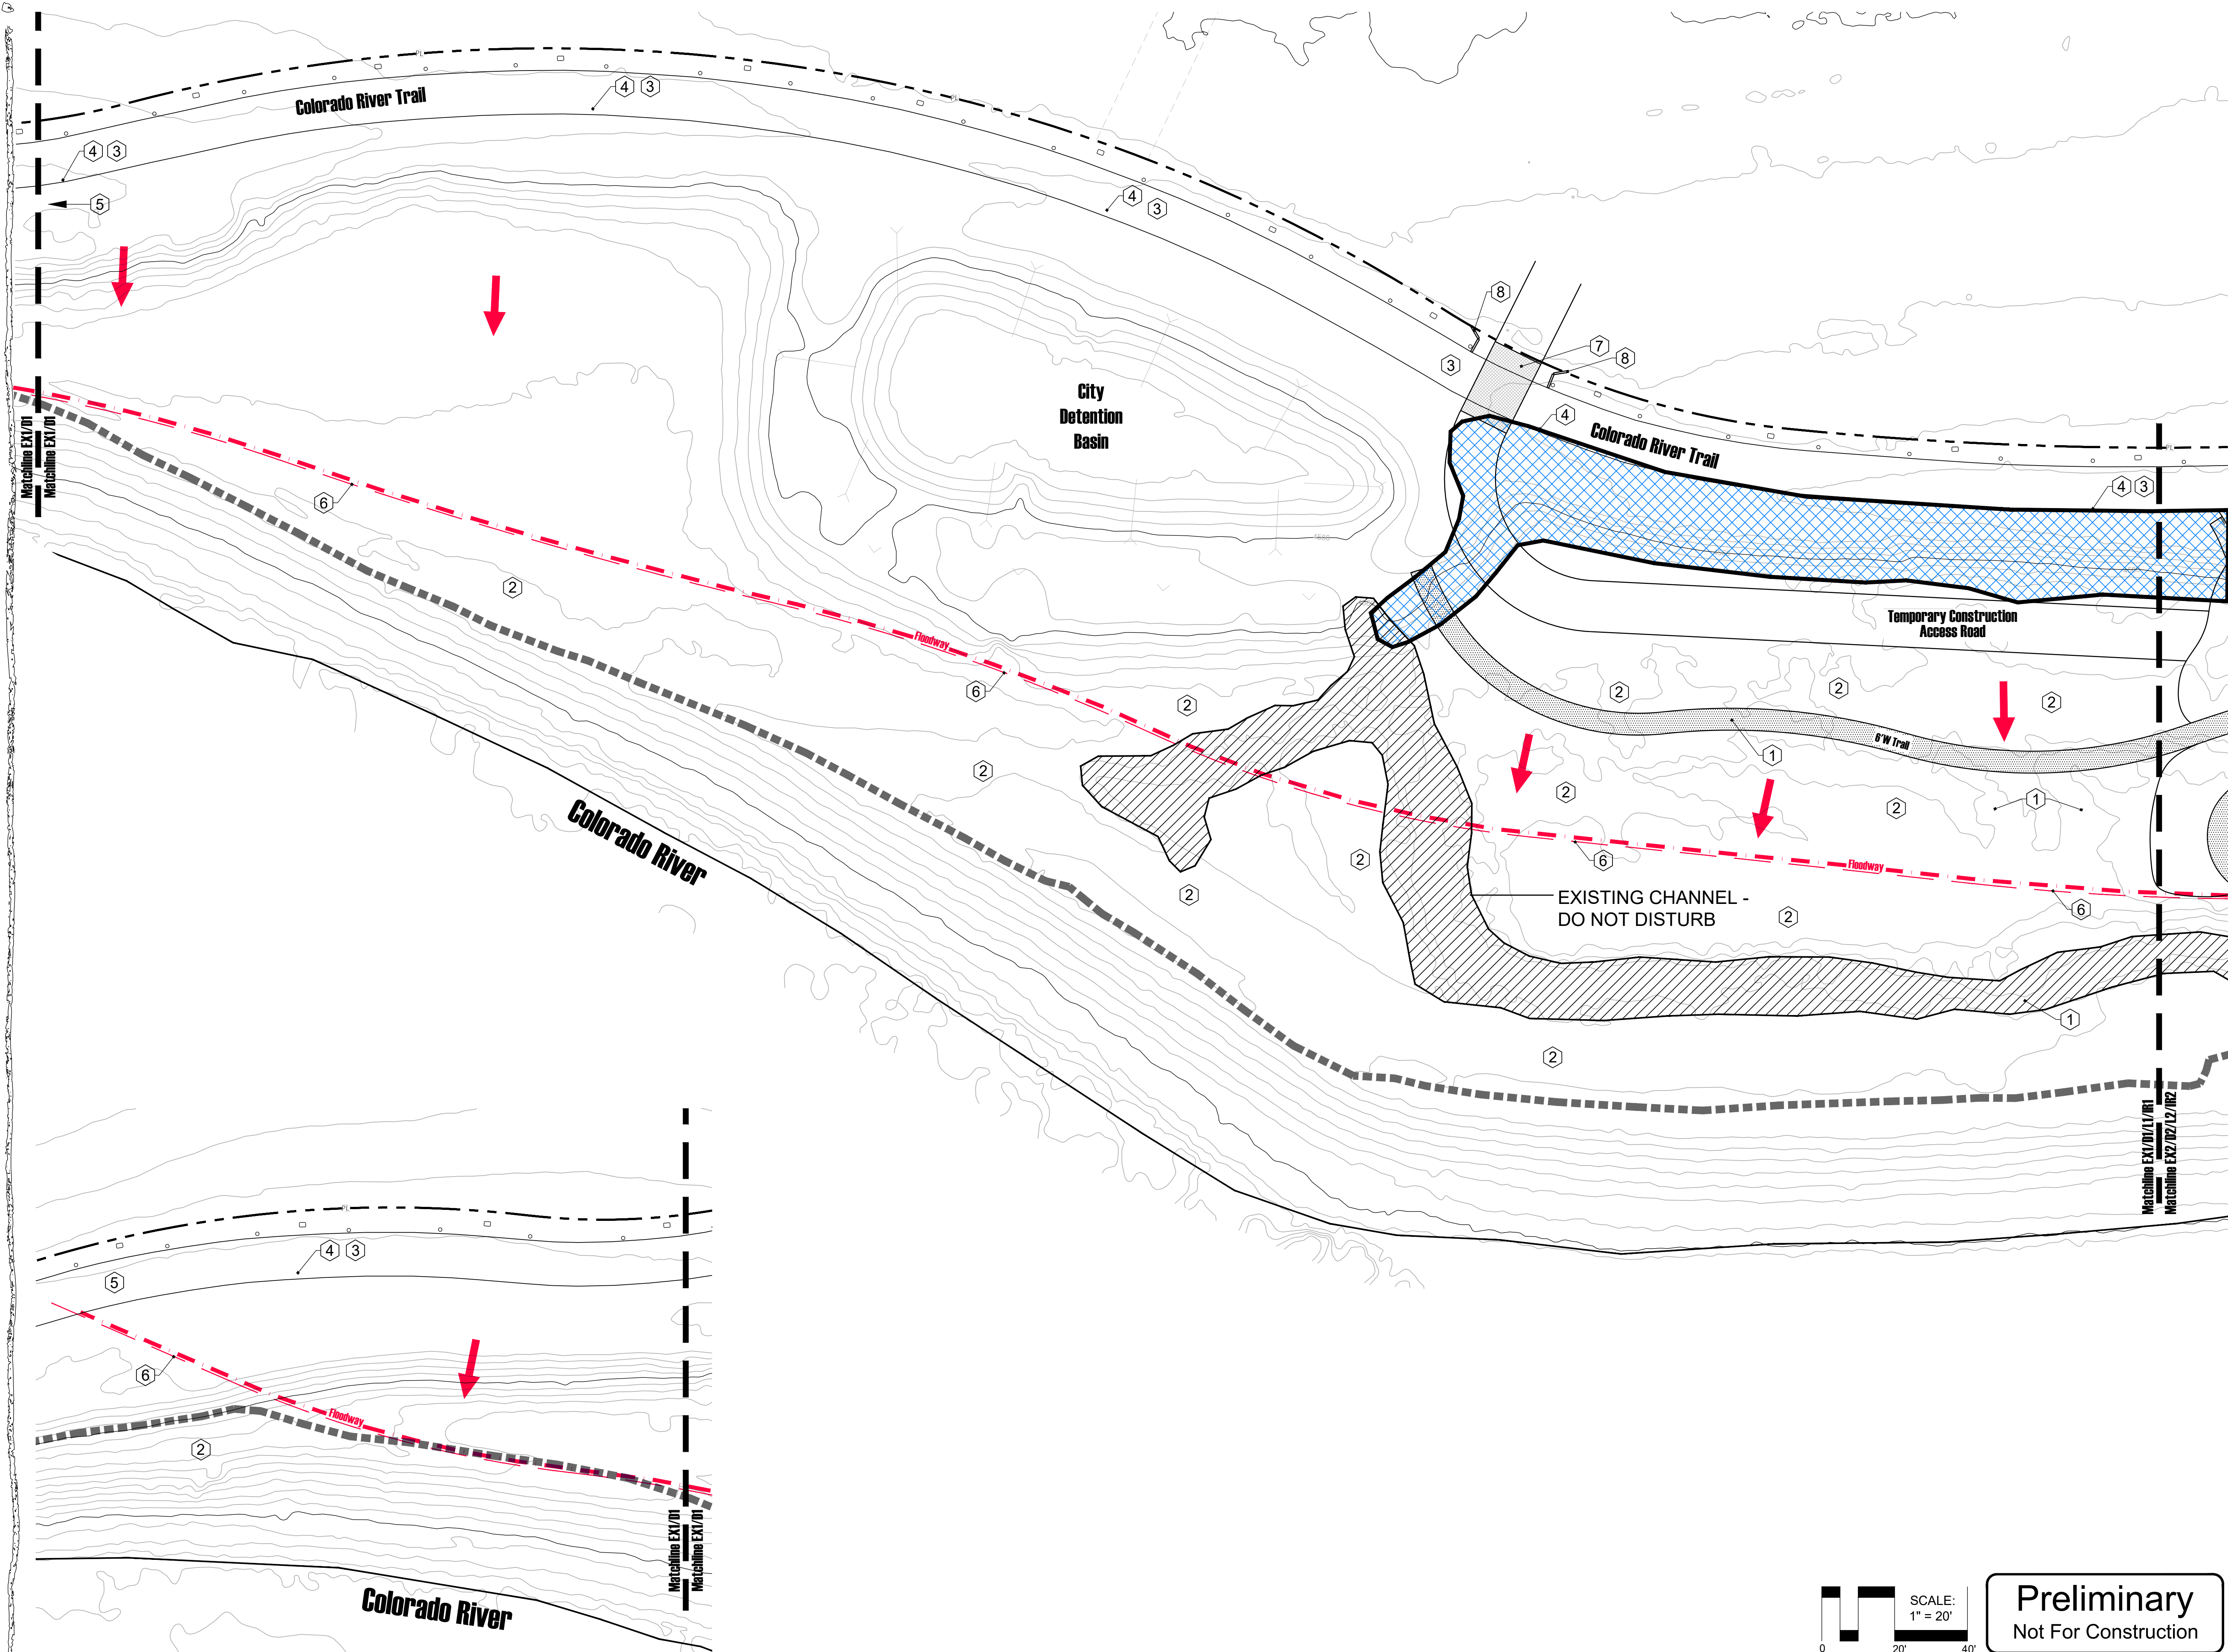 PL
Colorado River Trail
4 3
PL
4 3
5
4
3
8
7
8
3
4
Colorado River Trail
PL
4 3
City
Detention
Basin
Matchline EX1/D1
Matchline EX1/D1
6
2
Floodway
6
2
2
Temporary Construction
Access Road
2
2
2
6'W Trail
1
2
2
1
Colorado River
2
2
6
Floodway
EXISTING CHANNEL -
DO NOT DISTURB
2
6
1
2
Matchline EX1/D1/L1/IR1
Matchline EX2/D2/L2/IR2
PL
4 3
5
6
Floodway
2
Matchline EX1/D1
Matchline EX1/D1
Colorado River
SCALE:
1" = 20'
0 20' 40'
Preliminary
Not For Construction